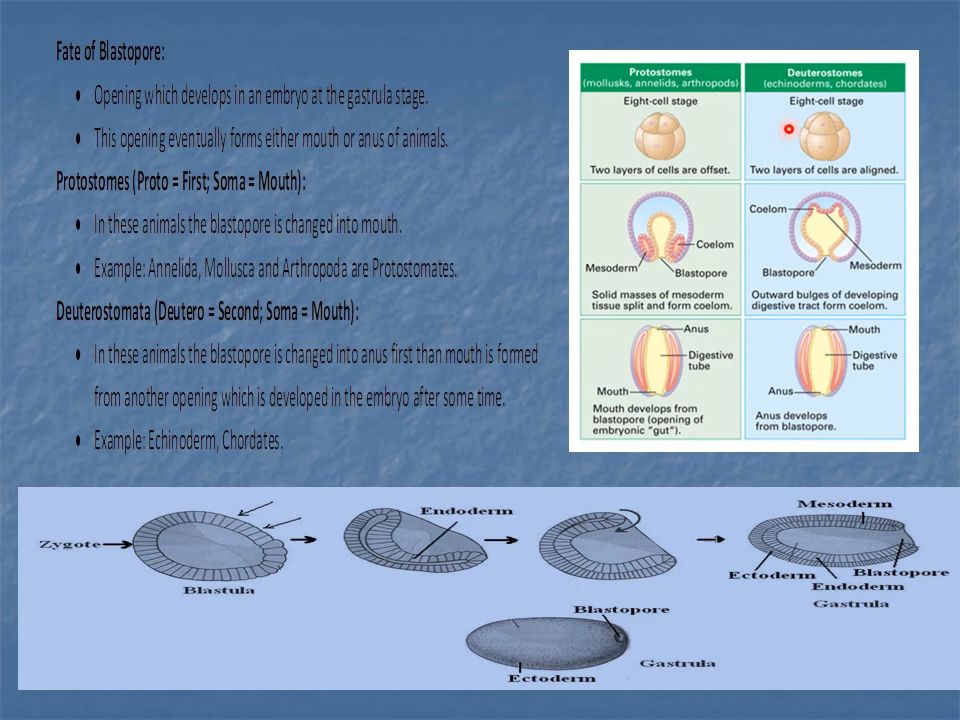 Fate of Blastopore:
• Opening which develops in an embryo at the gastrula stage.
• This opening eventually forms either mouth or anus of animals.
Protostomes (Proto = First; Soma = Mouth):
• In these animals the blastopore is changed into mouth.
• Example: Annelida, Mollusca and Arthropoda are Protostomates.
Deuterostomata (Deutero = Second; Soma = Mouth):
• In these animals the blastopore is changed into anus first than mouth is formed
from another opening which is developed in the embryo after some time.
• Example: Echinoderm, Chordates.
Protostomes
(mollusks, annelids, arthropods)
Eight-cell stage
Two layers of cells are offset.
Coelom
Mesoderm
Blastopore
Solid masses of mesoderm
tissue split and form coelom.
Anus
Digestive
tube
Mouth
Mouth develops from
blastopore (opening of
embryonic “gut”).
Deuterostomes
(echinoderms, chordates)
Eight-cell stage
Two layers of cells are aligned.
Coelom
Blastopore
Mesoderm
Outward bulges of developing
digestive tract form coelom.
Mouth
Digestive
tube
Anus
Anus develops
from blastopore.
Zygote
Blastula
Endoderm
Mesoderm
Ectoderm
Blastopore
Endoderm
Gastrula
Blastopore
Gastrula
Ectoderm